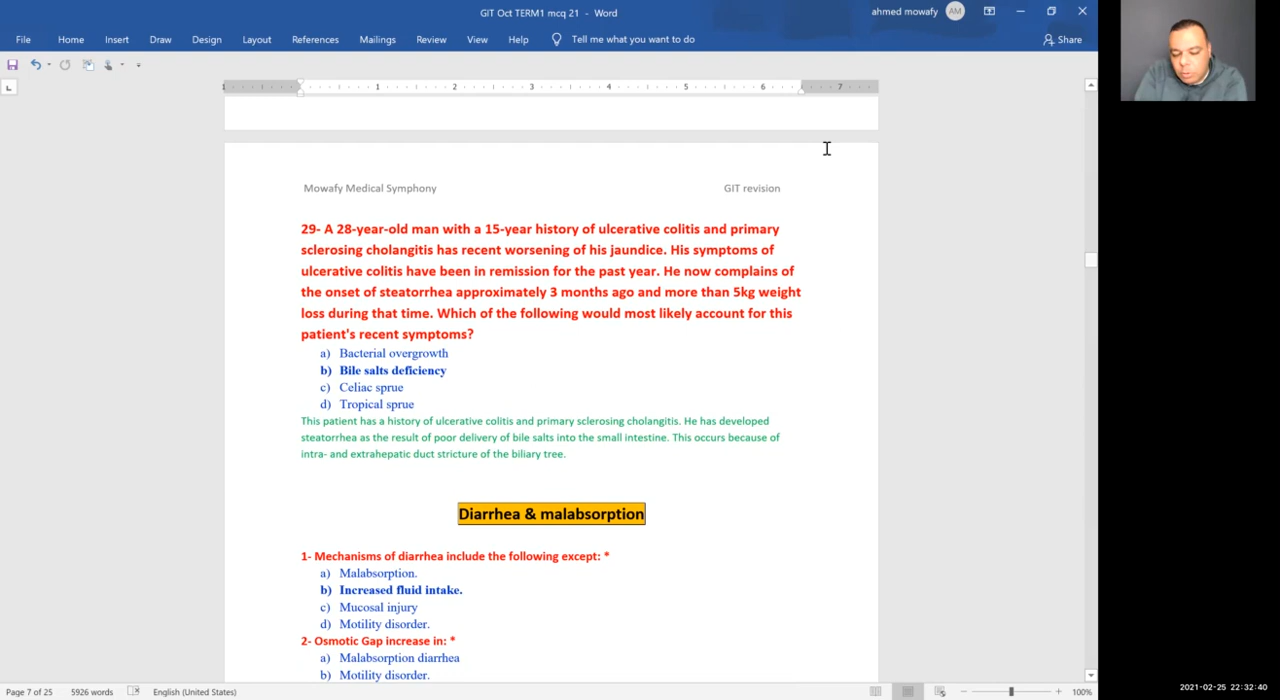 GIT Oct TERM1 mcq 21 - Word
ahmed mowafy AM
File Home Insert Draw Design Layout References Mailings Review View Help Tell me what you want to do Share
1 2 3 4 5 6 7
Mowafy Medical Symphony GIT revision
29- A 28-year-old man with a 15-year history of ulcerative colitis and primary
sclerosing cholangitis has recent worsening of his jaundice. His symptoms of
ulcerative colitis have been in remission for the past year. He now complains of
the onset of steatorrhea approximately 3 months ago and more than 5kg weight
loss during that time. Which of the following would most likely account for this
patient's recent symptoms?
a) Bacterial overgrowth
b) Bile salts deficiency
c) Celiac sprue
d) Tropical sprue
This patient has a history of ulcerative colitis and primary sclerosing cholangitis. He has developed
steatorrhea as the result of poor delivery of bile salts into the small intestine. This occurs because of
intra- and extrahepatic duct stricture of the biliary tree.
Diarrhea & malabsorption
1- Mechanisms of diarrhea include the following except: *
a) Malabsorption.
b) Increased fluid intake.
c) Mucosal injury
d) Motility disorder.
2- Osmotic Gap increase in: *
a) Malabsorption diarrhea
b) Motility disorder.
Page 7 of 25 5926 words English (United States) 100%
2021-02-25 22:32:40